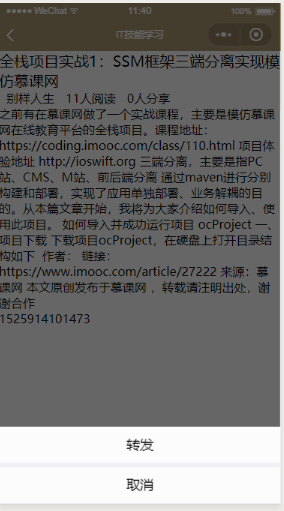 WeChat
11:40
100%
IT技能学习
全栈项目实战1：SSM框架三端分离实现模
仿慕课网
别样人生 11人阅读 0人分享
之前有在慕课网做了一个实战课程，主要是模仿慕课
网在线教育平台的全栈项目。课程地址：
https://coding.imooc.com/class/110.html 项目体
验地址 http://ioswift.org 三端分离，主要是指PC
站、CMS、M站、前后端分离 通过maven进行分别
构建和部署，实现了应用单独部署、业务解耦的目
的。从本篇文章开始，我将为大家介绍如何导入、使
用此项目。 如何导入并成功运行项目 ocProject 一、
项目下载 下载项目ocProject，在硬盘上打开目录结
构如下 作者： 链接：
https://www.imooc.com/article/27222 来源：慕
课网 本文原创发布于慕课网 ，转载请注明出处，谢
谢合作
1525914101473
转发
取消